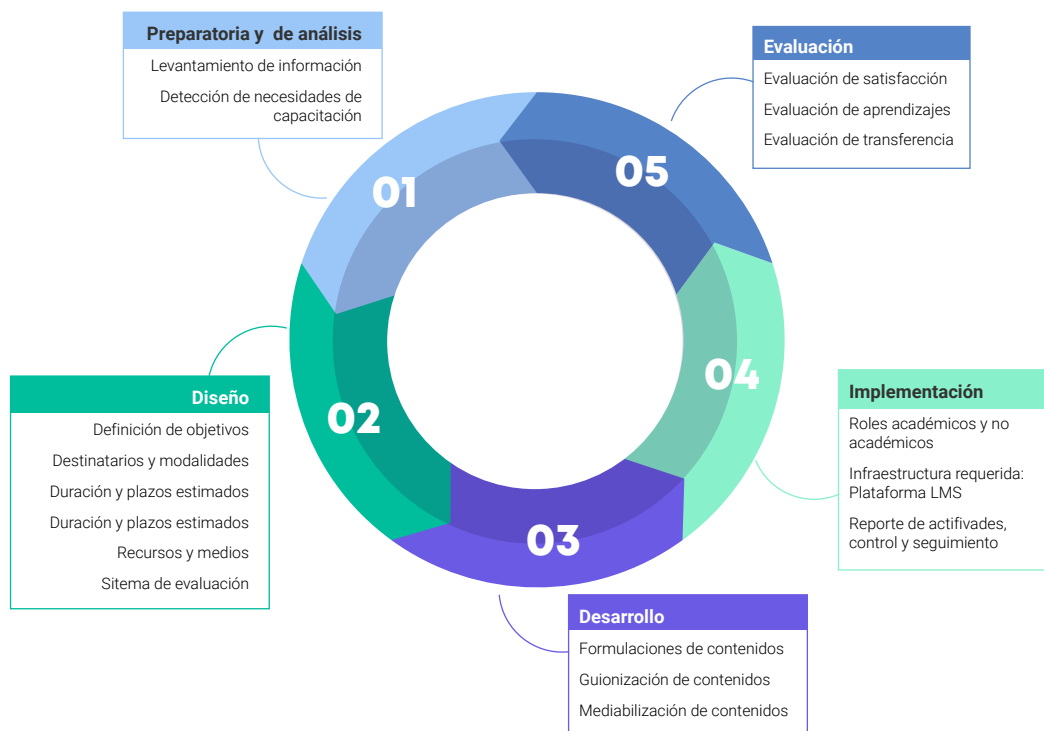 Preparatoria y de análisis
Levantamiento de información
Detección de necesidades de
capacitación
01
Diseño
Definición de objetivos
Destinatarios y modalidades
Duración y plazos estimados
Duración y plazos estimados
Recursos y medios
Sitema de evaluación
02
Desarrollo
Formulaciones de contenidos
Guionización de contenidos
Mediabilización de contenidos
03
Implementación
Roles académicos y no
académicos
Infraestructura requerida:
Plataforma LMS
Reporte de actifivades,
control y seguimiento
04
Evaluación
Evaluación de satisfacción
Evaluación de aprendizajes
Evaluación de transferencia
05